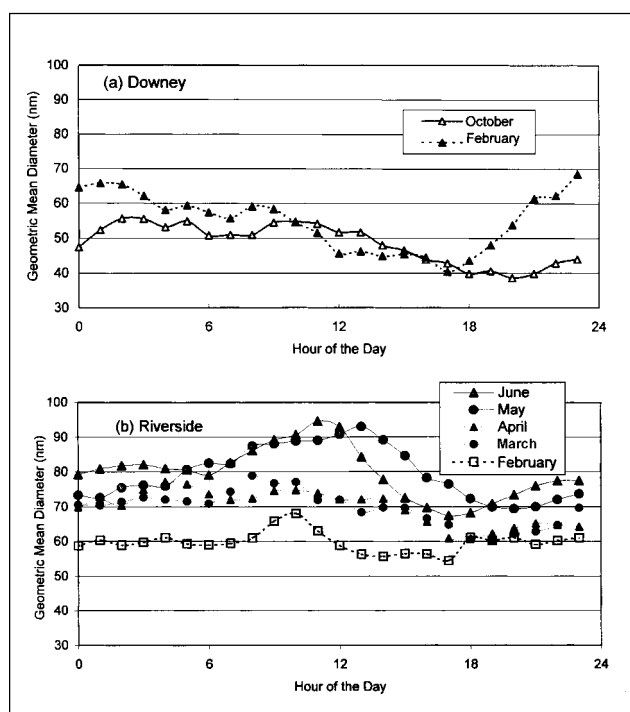 (a) Downey
Geometric Mean Diameter (nm)
100
90
80
70
60
50
40
30
October
February
0
6
12
18
24
Hour of the Day
(b) Riverside
Geometric Mean Diameter (nm)
100
90
80
70
60
50
40
30
June
May
April
March
February
0
6
12
18
24
Hour of the Day